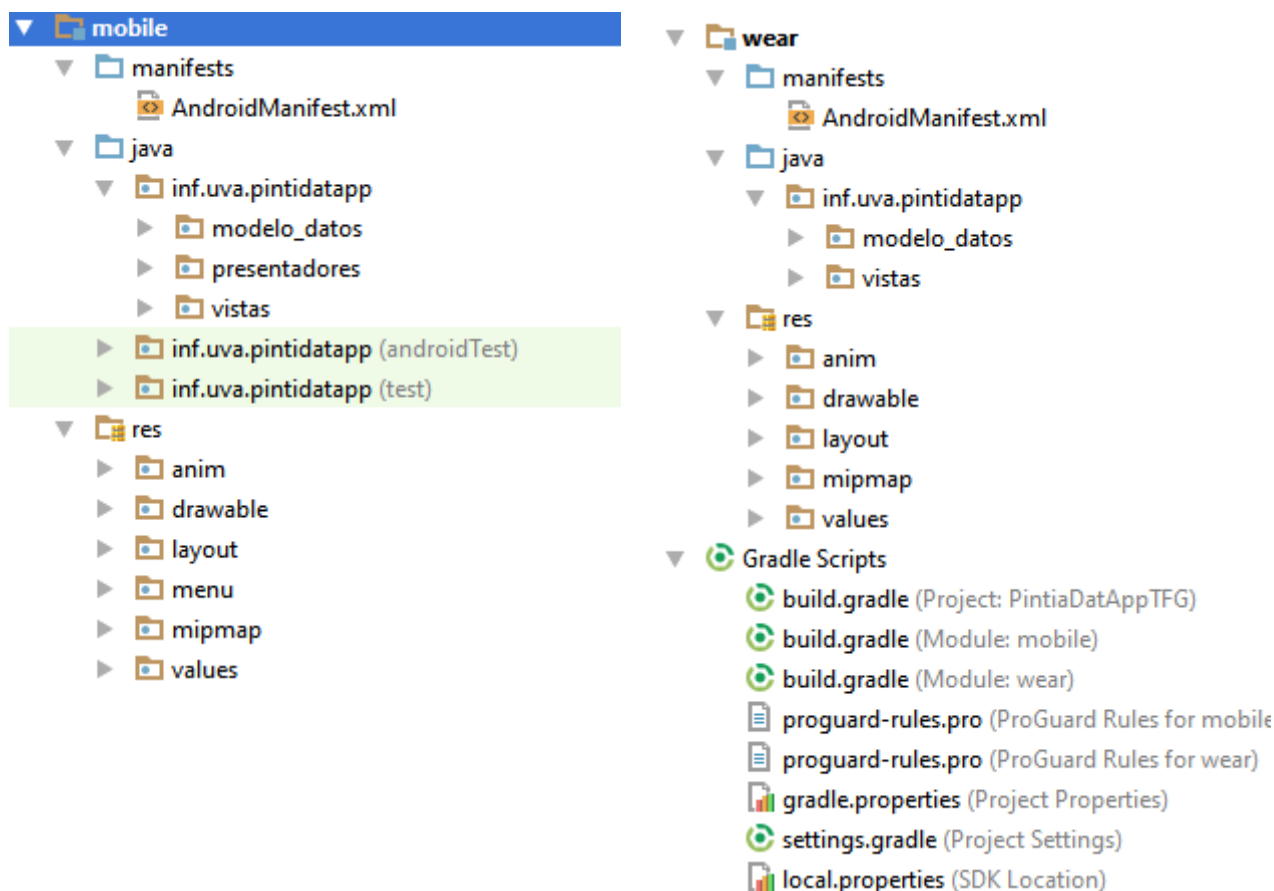 mobile
manifests
AndroidManifest.xml
java
inf.uva.pintidatapp
modelo_datos
presentadores
vistas
inf.uva.pintidatapp (androidTest)
inf.uva.pintidatapp (test)
res
anim
drawable
layout
menu
mipmap
values
wear
manifests
AndroidManifest.xml
java
inf.uva.pintidatapp
modelo_datos
vistas
res
anim
drawable
layout
mipmap
values
Gradle Scripts
build.gradle (Project: PintiaDatAppTFG)
build.gradle (Module: mobile)
build.gradle (Module: wear)
proguard-rules.pro (ProGuard Rules for mobile
proguard-rules.pro (ProGuard Rules for wear)
gradle.properties (Project Properties)
settings.gradle (Project Settings)
local.properties (SDK Location)